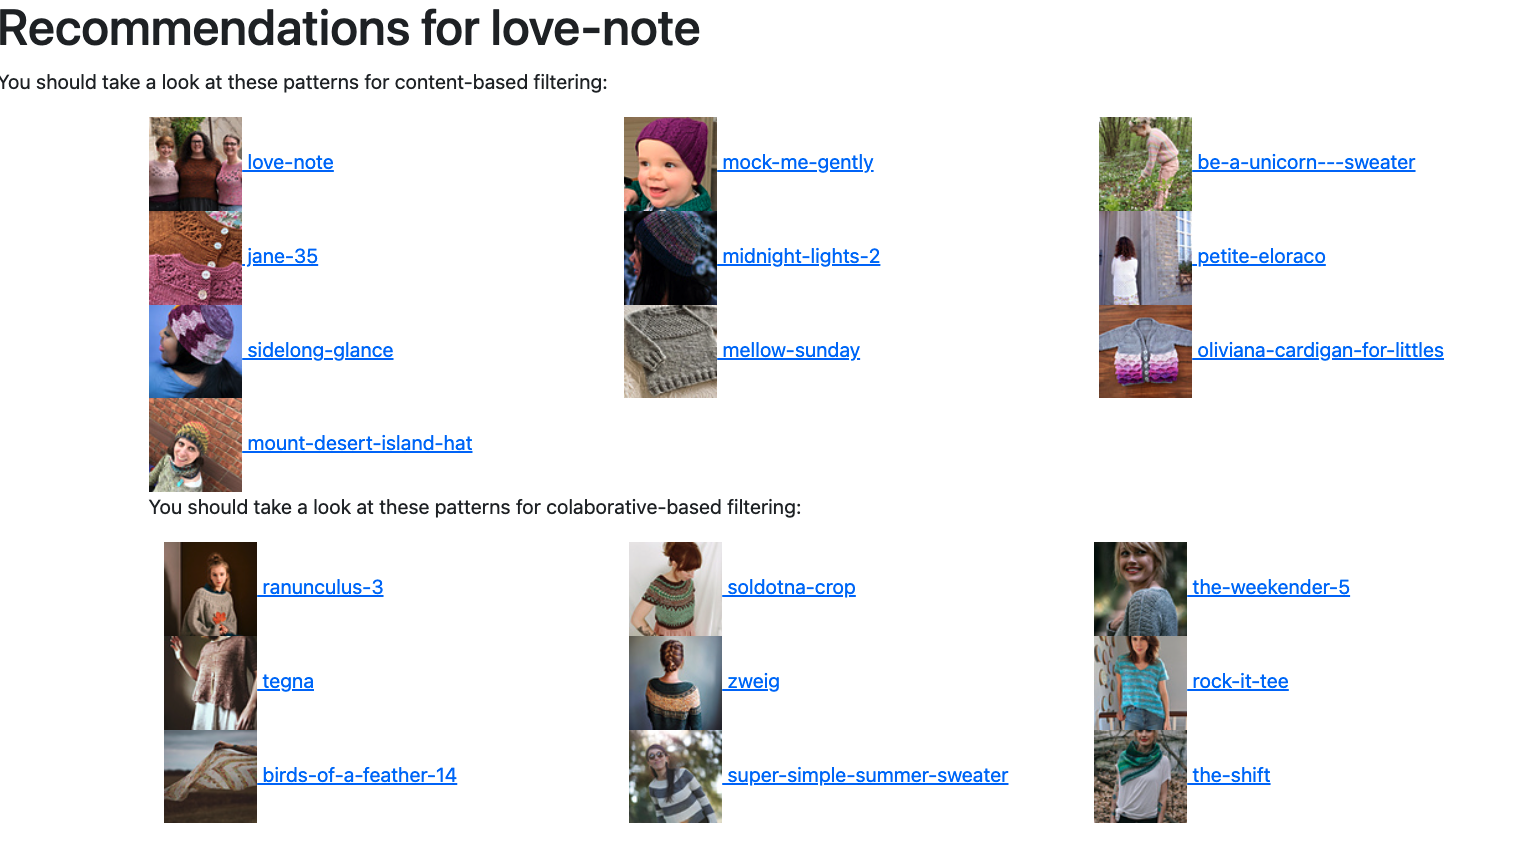 Recommendations for love-note
You should take a look at these patterns for content-based filtering:
love-note
mock-me-gently
be-a-unicorn---sweater
jane-35
midnight-lights-2
petite-eloraco
sidelong-glance
mellow-sunday
oliviana-cardigan-for-littles
mount-desert-island-hat
You should take a look at these patterns for colaborative-based filtering:
ranunculus-3
soldotna-crop
the-weekender-5
tegna
zweig
rock-it-tee
birds-of-a-feather-14
super-simple-summer-sweater
the-shift